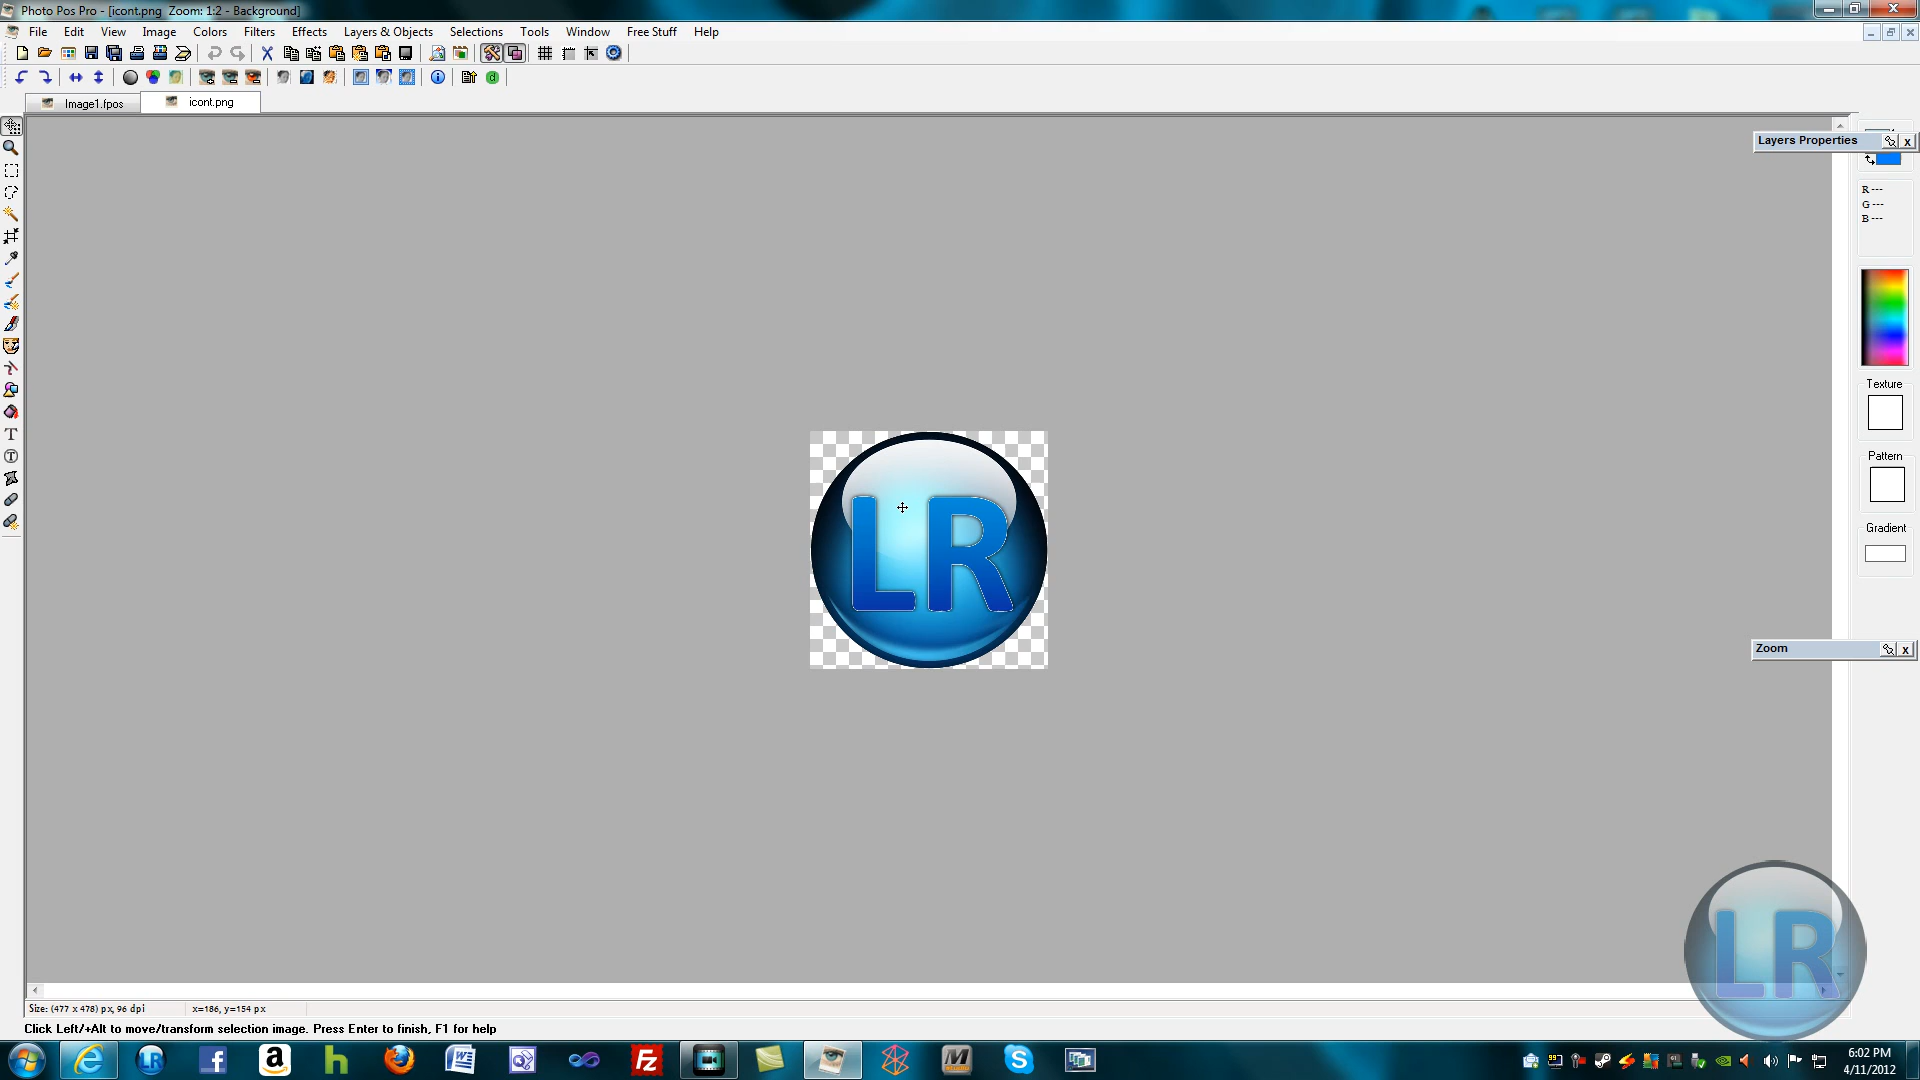 Photo Pos Pro - [icont.png  Zoom: 1:2 - Background]
File Edit View Image Colors Filters Effects Layers & Objects Selections Tools Window Free Stuff Help
Image1.fpos icont.png
Layers Properties
R ---
G ---
B ---
Texture
Pattern
Gradient
LR
Zoom
LR
Size: (477 x 478) px, 96 dpi x=186, y=154 px
Click Left/+Alt to move/transform selection image. Press Enter to finish, F1 for help
6:02 PM
4/11/2012